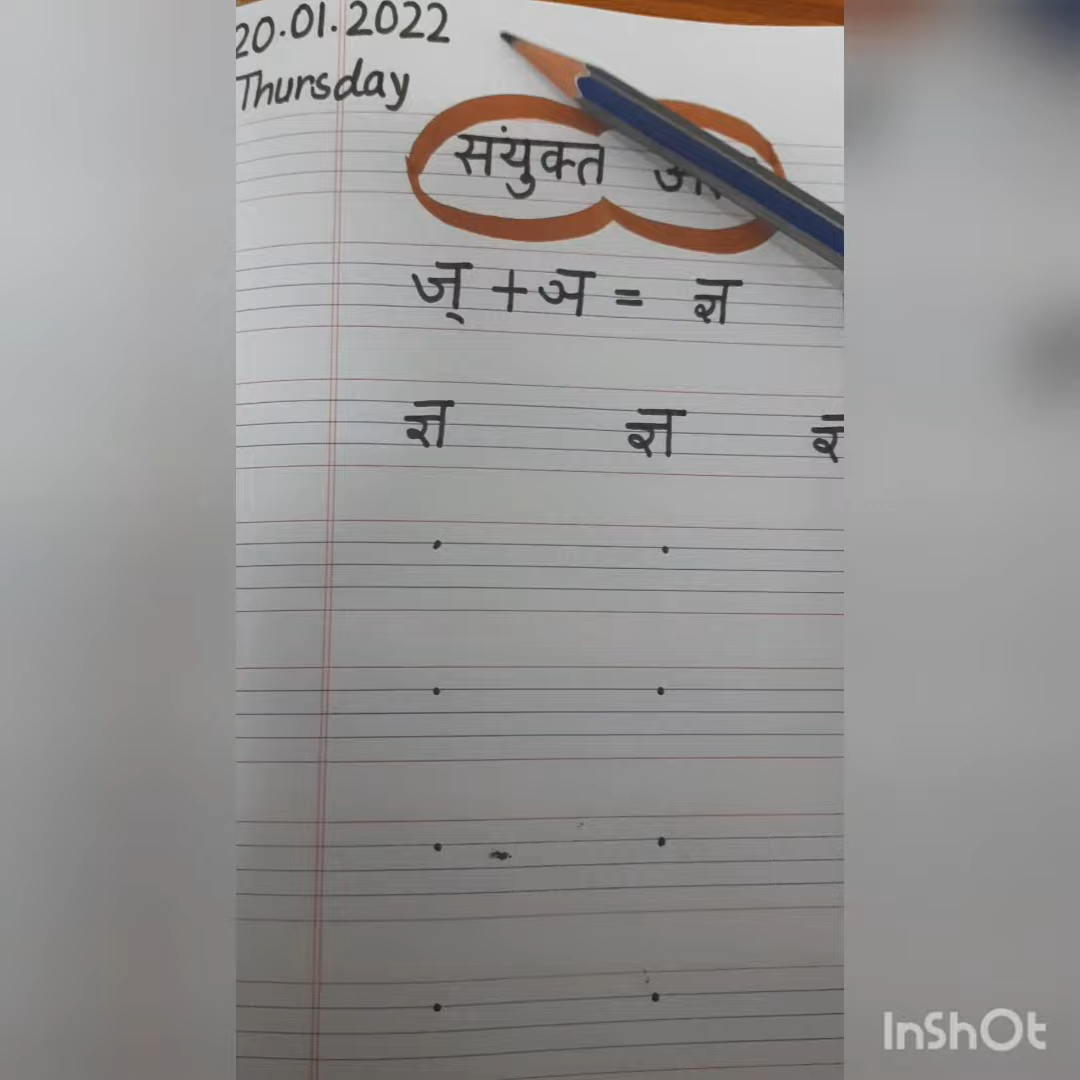 20.01.2022
Thursday
संयुक्त
ज् + ञ = ज्ञ
ज्ञ ज्ञ
InShOt